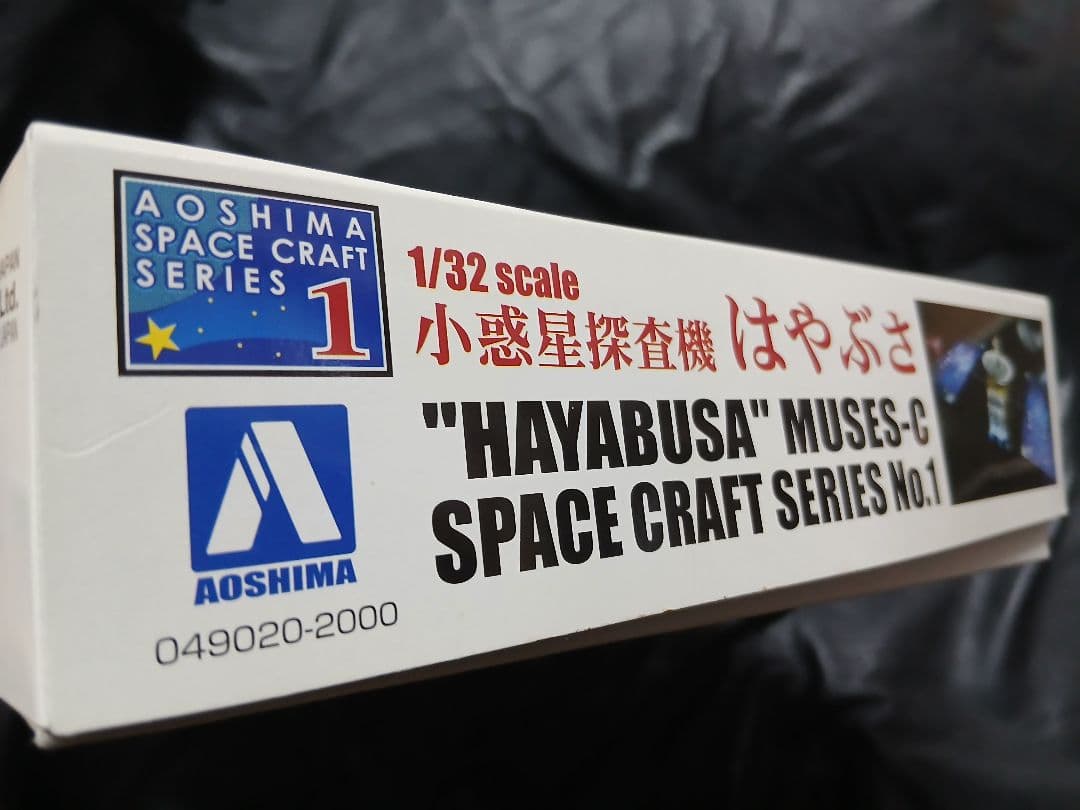 AOSHIMA
SPACE CRAFT
SERIES 1
1/32 scale
小惑星探査機 はやぶさ
"HAYABUSA" MUSES-C
SPACE CRAFT SERIES No.1
AOSHIMA
049020-2000
Ltd.